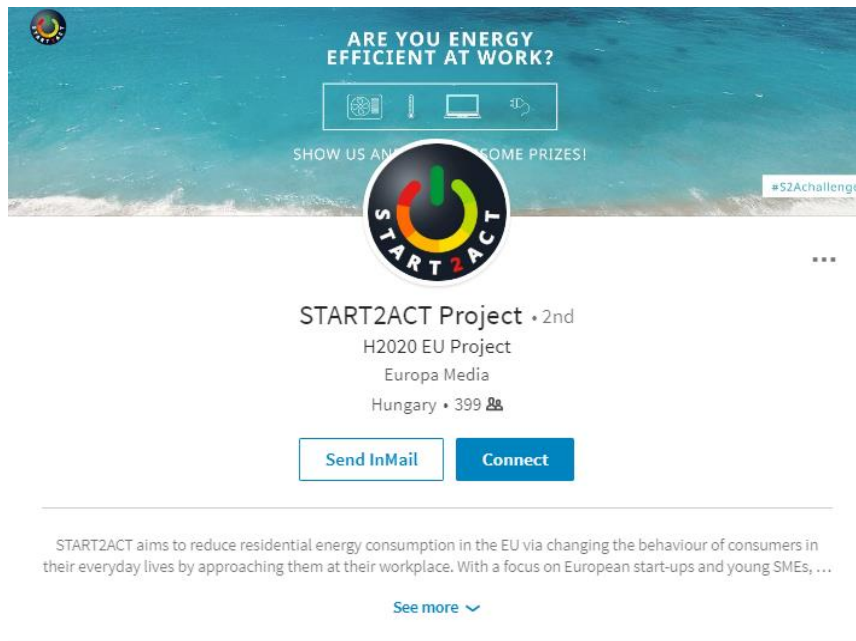 START2ACT
ARE YOU ENERGY
EFFICIENT AT WORK?
SHOW US AN SOME PRIZES!
#S2Achallenge
START2ACT
...
START2ACT Project • 2nd
H2020 EU Project
Europa Media
Hungary • 399
Send InMail
Connect
START2ACT aims to reduce residential energy consumption in the EU via changing the behaviour of consumers in
their everyday lives by approaching them at their workplace. With a focus on European start-ups and young SMEs, ...
See more